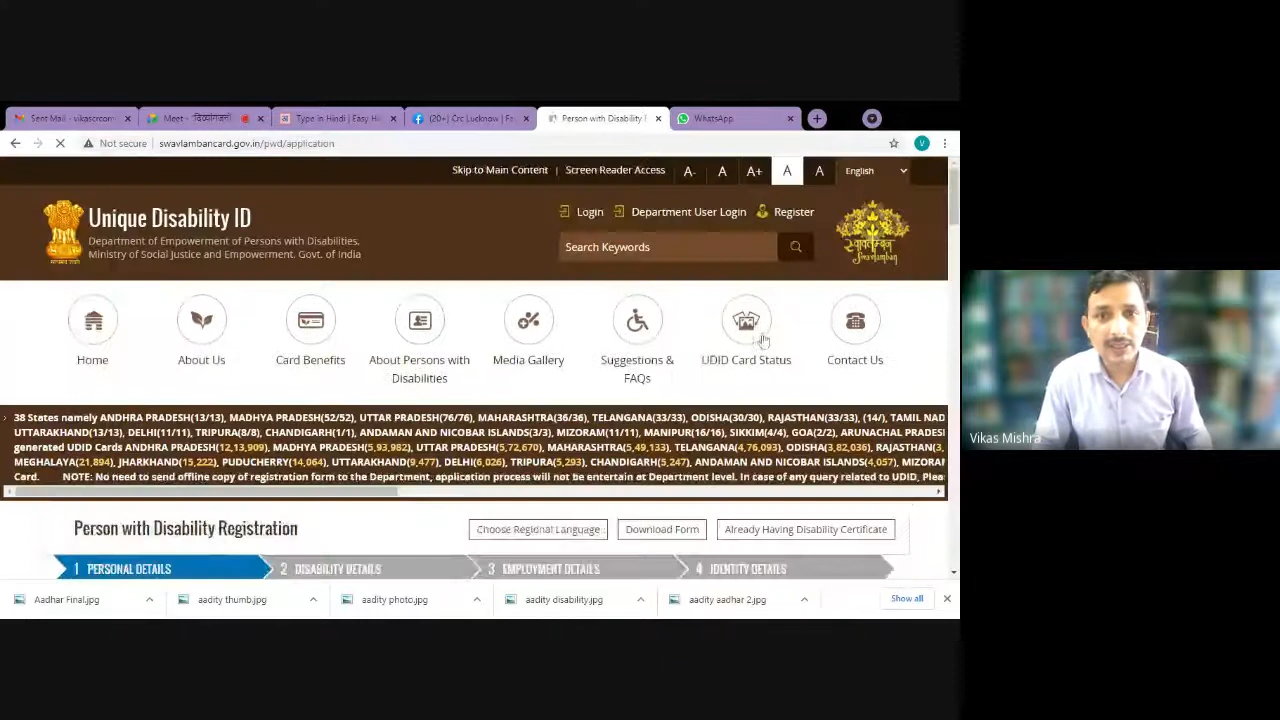 Sent Mail - vikascrcom
Meet - "दिव्यांगजनों
Type in Hindi | Easy Hi
(20+) Crc Lucknow | Fa
Person with Disability
WhatsApp
Not secure | swavlambancard.gov.in/pwd/application
V
Skip to Main Content | Screen Reader Access A- A A+ A A English
Unique Disability ID
Department of Empowerment of Persons with Disabilities,
Ministry of Social Justice and Empowerment, Govt. of India
Login Department User Login Register
Search Keywords
Swavlamban
Home
About Us
Card Benefits
About Persons with
Disabilities
Media Gallery
Suggestions &
FAQs
UDID Card Status
Contact Us
38 States namely ANDHRA PRADESH(13/13), MADHYA PRADESH(52/52), UTTAR PRADESH(76/76), MAHARASHTRA(36/36), TELANGANA(33/33), ODISHA(30/30), RAJASTHAN(33/33), (14/), TAMIL NAD
UTTARAKHAND(13/13), DELHI(11/11), TRIPURA(8/8), CHANDIGARH(1/1), ANDAMAN AND NICOBAR ISLANDS(3/3), MIZORAM(11/11), MANIPUR(16/16), SIKKIM(4/4), GOA(2/2), ARUNACHAL PRADESH
generated UDID Cards ANDHRA PRADESH(12,13,909), MADHYA PRADESH(5,93,982), UTTAR PRADESH(5,72,670), MAHARASHTRA(5,49,133), TELANGANA(4,76,093), ODISHA(3,82,036), RAJASTHAN(3,
MEGHALAYA(21,894), JHARKHAND(15,222), PUDUCHERRY(14,064), UTTARAKHAND(9,477), DELHI(6,026), TRIPURA(5,293), CHANDIGARH(5,247), ANDAMAN AND NICOBAR ISLANDS(4,057), MIZORAM
Card. NOTE: No need to send offline copy of registration form to the Department, application process will not be entertain at Department level. In case of any query related to UDID, Plea
Person with Disability Registration
Choose Regional Language
Download Form
Already Having Disability Certificate
1 PERSONAL DETAILS
2 DISABILITY DETAILS
3 EMPLOYMENT DETAILS
4 IDENTITY DETAILS
Aadhar Final.jpg
aadity thumb.jpg
aadity photo.jpg
aadity disability.jpg
aadity aadhar 2.jpg
Show all
Vikas Mishra